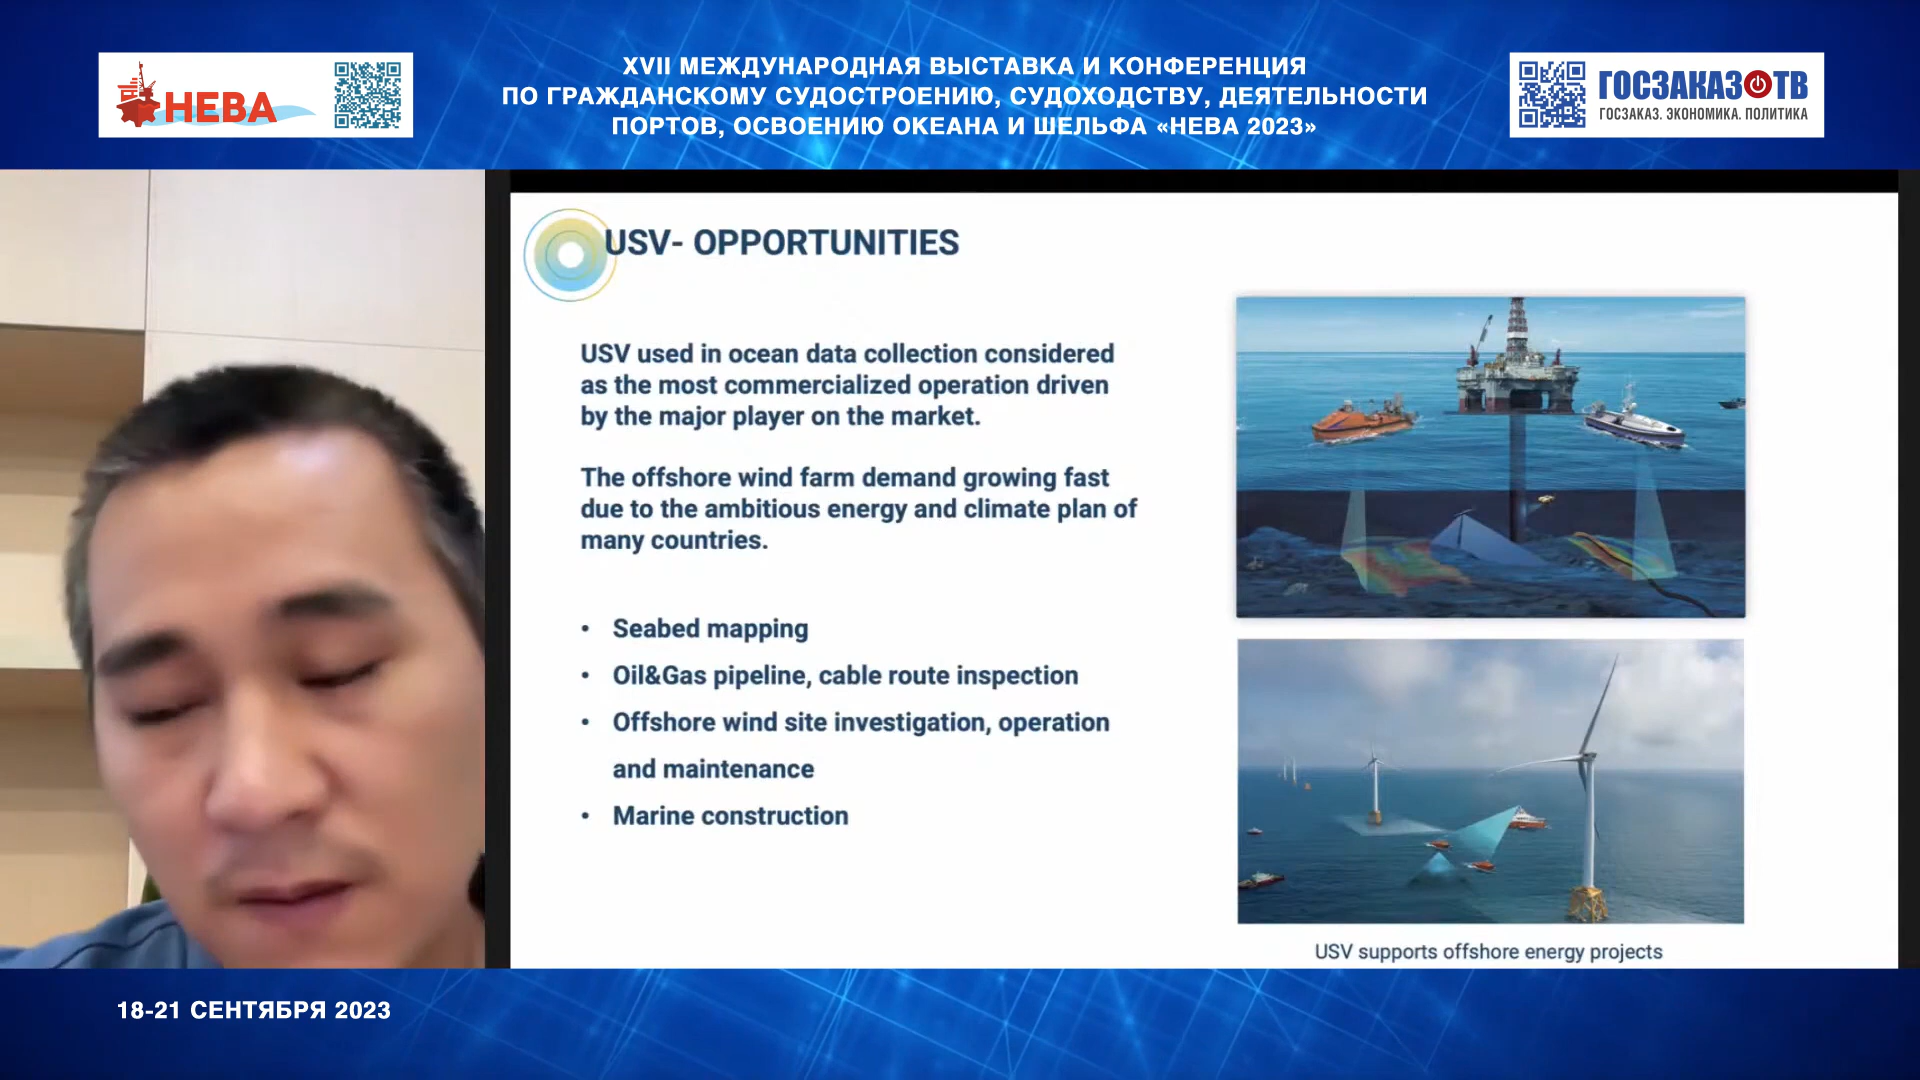 НЕВА
XVII МЕЖДУНАРОДНАЯ ВЫСТАВКА И КОНФЕРЕНЦИЯ
ПО ГРАЖДАНСКОМУ СУДОСТРОЕНИЮ, СУДОХОДСТВУ, ДЕЯТЕЛЬНОСТИ
ПОРТОВ, ОСВОЕНИЮ ОКЕАНА И ШЕЛЬФА «НЕВА 2023»
ГОСЗАКАЗ ТВ
ГОСЗАКАЗ. ЭКОНОМИКА. ПОЛИТИКА
USV- OPPORTUNITIES
USV used in ocean data collection considered
as the most commercialized operation driven
by the major player on the market.
The offshore wind farm demand growing fast
due to the ambitious energy and climate plan of
many countries.
• Seabed mapping
• Oil&Gas pipeline, cable route inspection
• Offshore wind site investigation, operation
and maintenance
• Marine construction
USV supports offshore energy projects
18-21 СЕНТЯБРЯ 2023